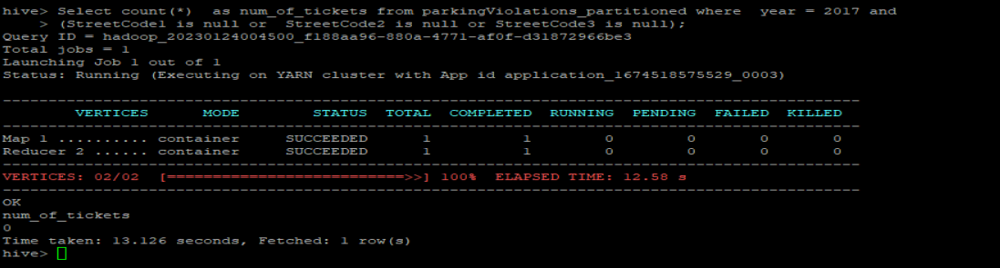 hive> Select count(*)  as num_of_tickets from parkingViolations_partitioned where  year = 2017 and
    > (StreetCode1 is null or  StreetCode2 is null or StreetCode3 is null);
Query ID = hadoop_20230124004500_f188aa96-880a-4771-af0f-d31872966be3
Total jobs = 1
Launching Job 1 out of 1
Status: Running (Executing on YARN cluster with App id application_1674518575529_0003)
----------------------------------------------------------------------------------------------
        VERTICES      MODE        STATUS  TOTAL  COMPLETED  RUNNING  PENDING  FAILED  KILLED
----------------------------------------------------------------------------------------------
Map 1 .......... container     SUCCEEDED      1          1        0        0       0       0
Reducer 2 ...... container     SUCCEEDED      1          1        0        0       0       0
----------------------------------------------------------------------------------------------
VERTICES: 02/02  [==========================>>] 100%  ELAPSED TIME: 12.58 s
----------------------------------------------------------------------------------------------
OK
num_of_tickets
0
Time taken: 13.126 seconds, Fetched: 1 row(s)
hive>